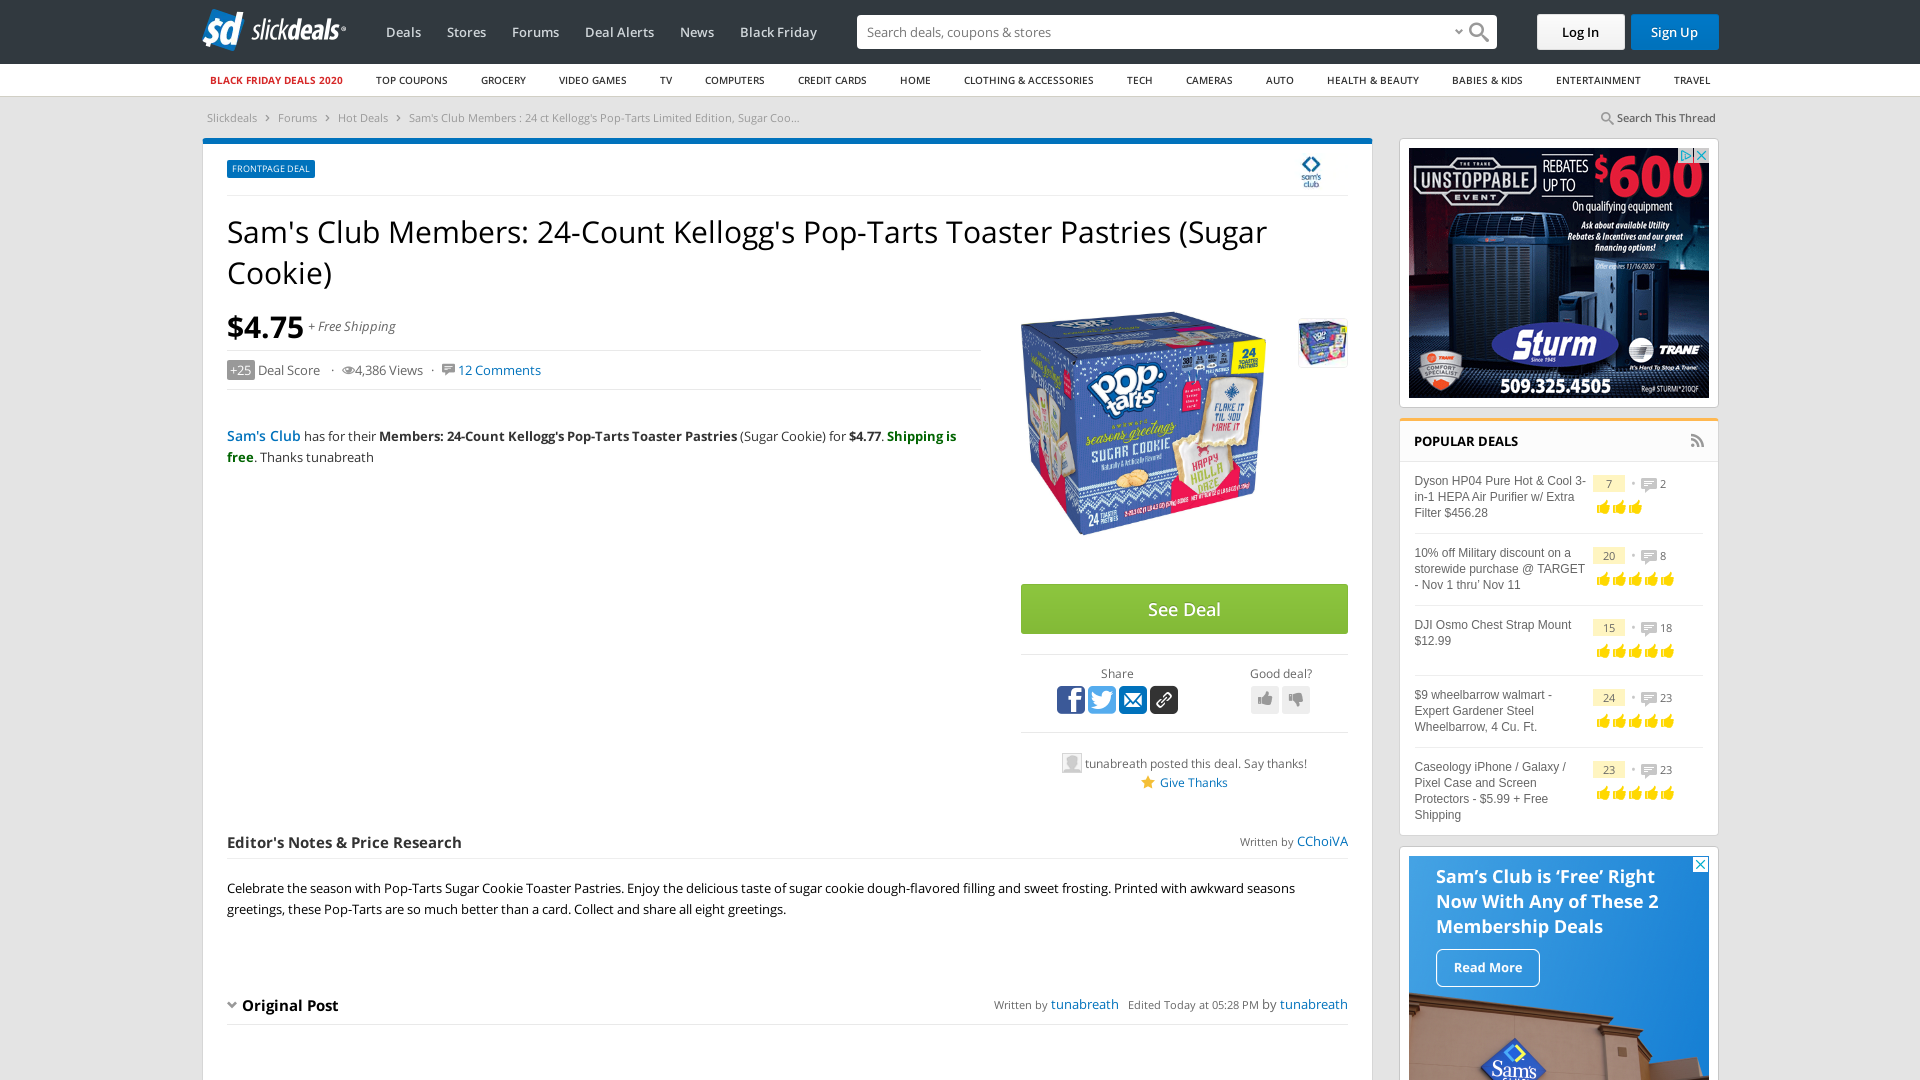 slickdeals
Deals
Stores
Forums
Deal Alerts
News
Black Friday
Search deals, coupons & stores
Log In
Sign Up
BLACK FRIDAY DEALS 2020
TOP COUPONS
GROCERY
VIDEO GAMES
TV
COMPUTERS
CREDIT CARDS
HOME
CLOTHING & ACCESSORIES
TECH
CAMERAS
AUTO
HEALTH & BEAUTY
BABIES & KIDS
ENTERTAINMENT
TRAVEL
Slickdeals › Forums › Hot Deals › Sam's Club Members : 24 ct Kellogg's Pop-Tarts Limited Edition, Sugar Coo...
Search This Thread
FRONTPAGE DEAL
sam's
club
Sam's Club Members: 24-Count Kellogg's Pop-Tarts Toaster Pastries (Sugar
Cookie)
$4.75 + Free Shipping
+25 Deal Score · 4,386 Views · 12 Comments
Sam's Club has for their Members: 24-Count Kellogg's Pop-Tarts Toaster Pastries (Sugar Cookie) for $4.77. Shipping is
free. Thanks tunabreath
24
TOASTER
PASTRIES
POP
tarts
FLAKE IT
TIL YOU
MAKE IT
season's greetings
SUGAR COOKIE
Naturally & Artificially Flavored
HAPPY
HOLLA
DAZE
24 TOASTER
PASTRIES
See Deal
Share
Good deal?
tunabreath posted this deal. Say thanks!
Give Thanks
Editor's Notes & Price Research
Written by CChoiVA
Celebrate the season with Pop-Tarts Sugar Cookie Toaster Pastries. Enjoy the delicious taste of sugar cookie dough-flavored filling and sweet frosting. Printed with awkward seasons
greetings, these Pop-Tarts are so much better than a card. Collect and share all eight greetings.
Original Post
Written by tunabreath Edited Today at 05:28 PM by tunabreath
THE TRANE
UNSTOPPABLE
EVENT
REBATES
UP TO $600
On qualifying equipment
Ask about available Utility
Rebates & Incentives and our great
financing options!
Offer expires 11/16/2020
Sturm
Since 1945
TRANE
COMFORT
SPECIALIST
TRANE
It's Hard To Stop A Trane.
509.325.4505
Reg# STURMI*210QF
POPULAR DEALS
Dyson HP04 Pure Hot & Cool 3-
in-1 HEPA Air Purifier w/ Extra
Filter $456.28
7 • 2
10% off Military discount on a
storewide purchase @ TARGET
- Nov 1 thru' Nov 11
20 • 8
DJI Osmo Chest Strap Mount
$12.99
15 • 18
$9 wheelbarrow walmart -
Expert Gardener Steel
Wheelbarrow, 4 Cu. Ft.
24 • 23
Caseology iPhone / Galaxy /
Pixel Case and Screen
Protectors - $5.99 + Free
Shipping
23 • 23
Sam's Club is 'Free' Right
Now With Any of These 2
Membership Deals
Read More
Sam's